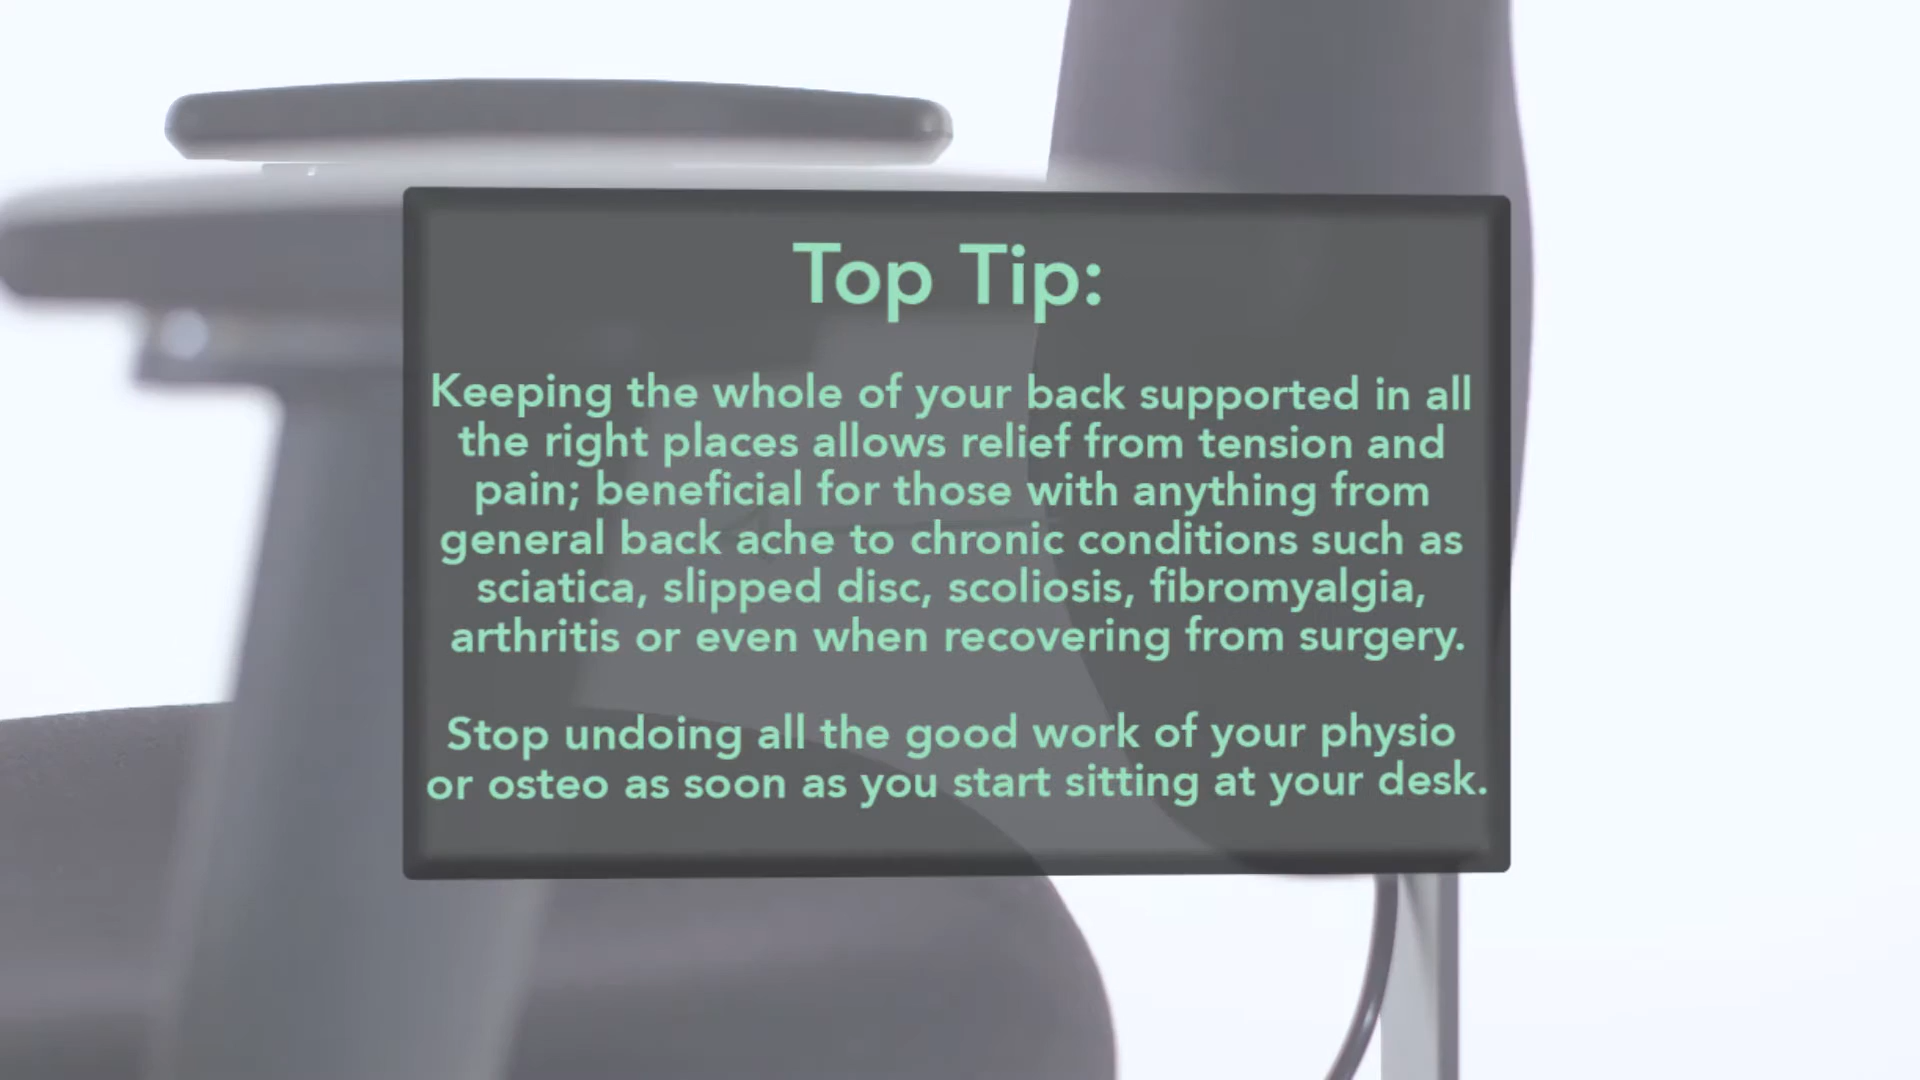 Top Tip:
Keeping the whole of your back supported in all
the right places allows relief from tension and
pain; beneficial for those with anything from
general back ache to chronic conditions such as
sciatica, slipped disc, scoliosis, fibromyalgia,
arthritis or even when recovering from surgery.
Stop undoing all the good work of your physio
or osteo as soon as you start sitting at your desk.